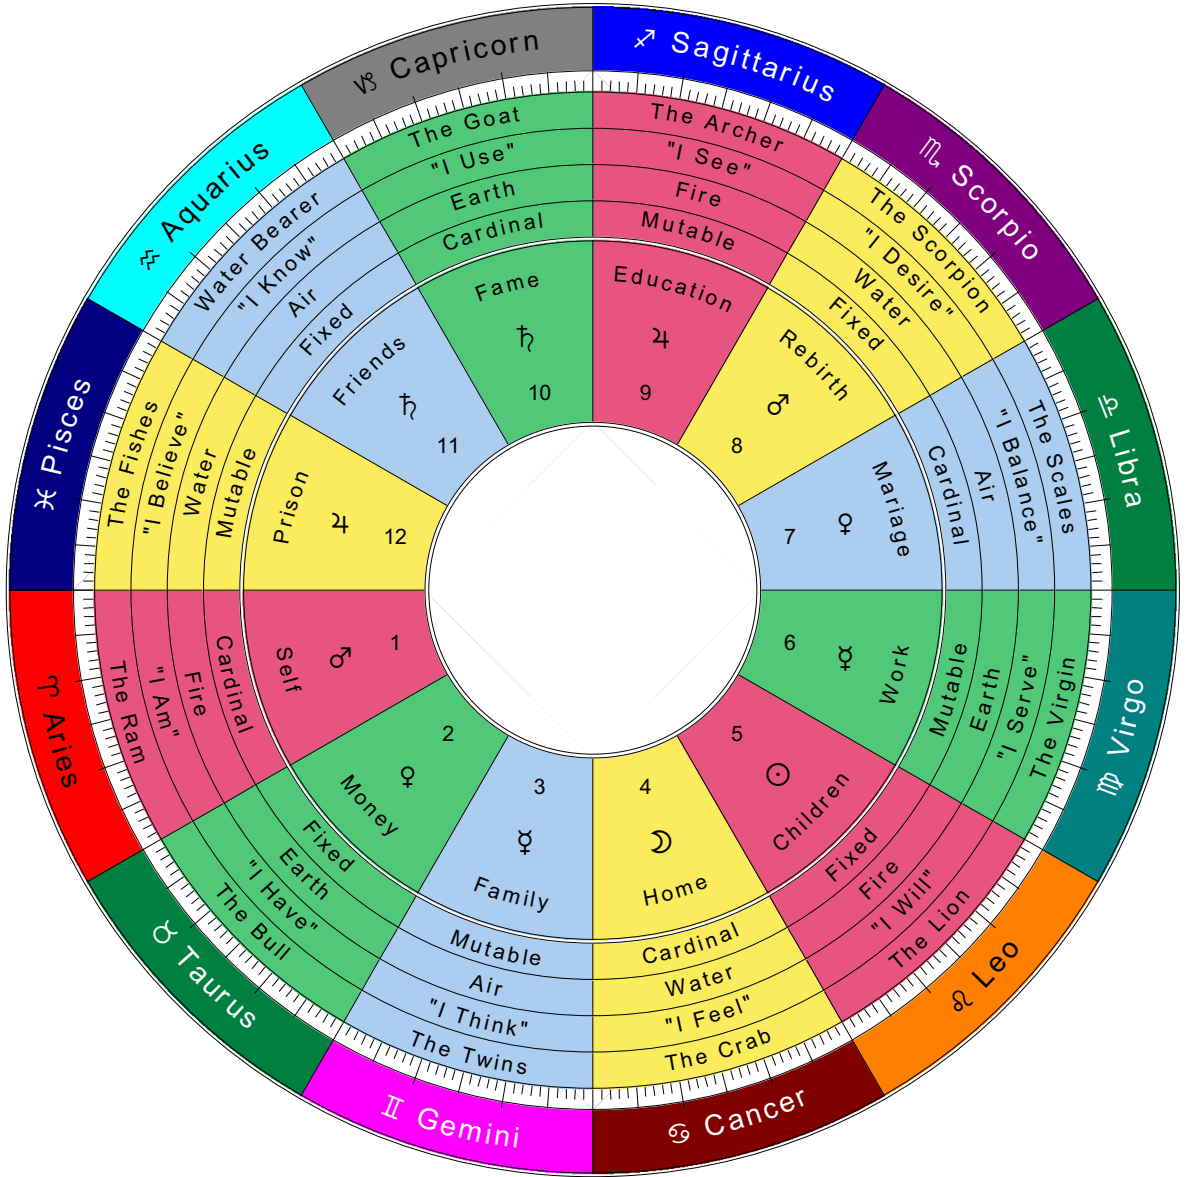 ♈ Aries
The Ram
"I Am"
Fire
Cardinal
Self
♂
1
♉ Taurus
The Bull
"I Have"
Earth
Fixed
Money
♀
2
♊ Gemini
The Twins
"I Think"
Air
Mutable
Family
☿
3
♋ Cancer
The Crab
"I Feel"
Water
Cardinal
Home
☽
4
♌ Leo
The Lion
"I Will"
Fire
Fixed
Children
☉
5
♍ Virgo
The Virgin
"I Serve"
Earth
Mutable
Work
☿
6
♎ Libra
The Scales
"I Balance"
Air
Cardinal
Mariage
♀
7
♏ Scorpio
The Scorpion
"I Desire"
Water
Fixed
Rebirth
♂
8
♐ Sagittarius
The Archer
"I See"
Fire
Mutable
Education
♃
9
♑ Capricorn
The Goat
"I Use"
Earth
Cardinal
Fame
♄
10
♒ Aquarius
Water Bearer
"I Know"
Air
Fixed
Friends
♄
11
♓ Pisces
The Fishes
"I Believe"
Water
Mutable
Prison
♃
12